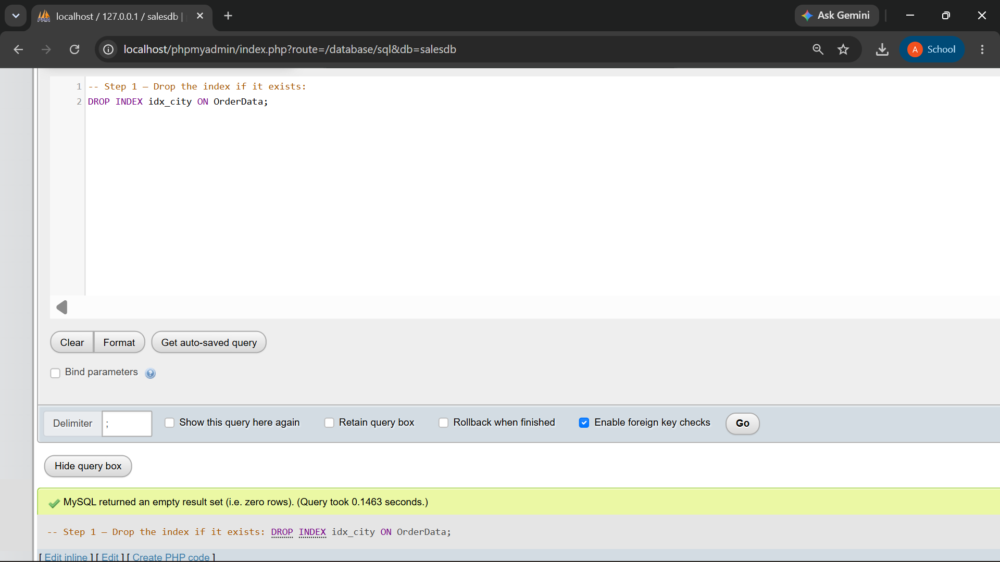 localhost / 127.0.0.1 / salesdb |
Ask Gemini
localhost/phpmyadmin/index.php?route=/database/sql&db=salesdb
A School
1 -- Step 1 – Drop the index if it exists:
2 DROP INDEX idx_city ON OrderData;
Clear Format Get auto-saved query
Bind parameters
Delimiter ; Show this query here again Retain query box Rollback when finished Enable foreign key checks Go
Hide query box
MySQL returned an empty result set (i.e. zero rows). (Query took 0.1463 seconds.)
-- Step 1 – Drop the index if it exists: DROP INDEX idx_city ON OrderData;
[ Edit inline ] [ Edit ] [ Create PHP code ]